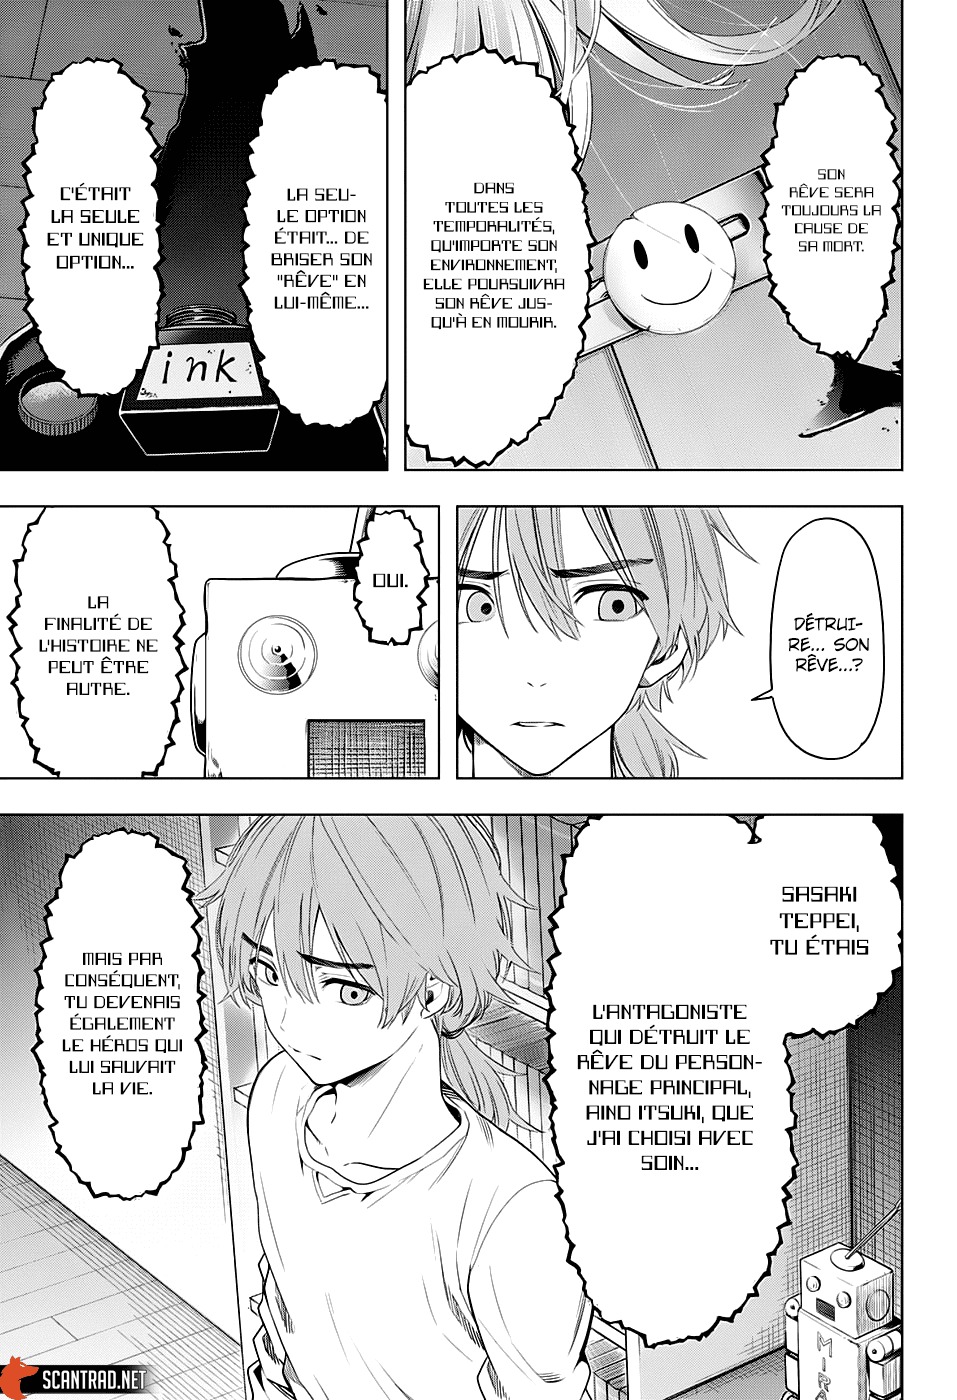 SON
RÊVE SERA
TOUJOURS LA
CAUSE DE
SA MORT.
DANS
TOUTES LES
TEMPORALITÉS,
QU'IMPORTE SON
ENVIRONNEMENT,
ELLE POURSUIVRA
SON RÊVE JUS-
QU'À EN MOURIR.
LA SEU-
LE OPTION
ÉTAIT... DE
BRISER SON
"RÊVE" EN
LUI-MÊME...
C'ÉTAIT
LA SEULE
ET UNIQUE
OPTION...
ink
DÉTRUI-
RE... SON
RÊVE...?
OUI.
LA
FINALITÉ DE
L'HISTOIRE NE
PEUT ÊTRE
AUTRE.
SASAKI
TEPPEI,
TU ÉTAIS
L'ANTAGONISTE
QUI DÉTRUIT LE
RÊVE DU PERSON-
NAGE PRINCIPAL,
AINO ITSUKI, QUE
J'AI CHOISI AVEC
SOIN...
MAIS PAR
CONSÉQUENT,
TU DEVENAIS
ÉGALEMENT
LE HÉROS QUI
LUI SAUVAIT
LA VIE.
MIR
SCANTRAD.NET